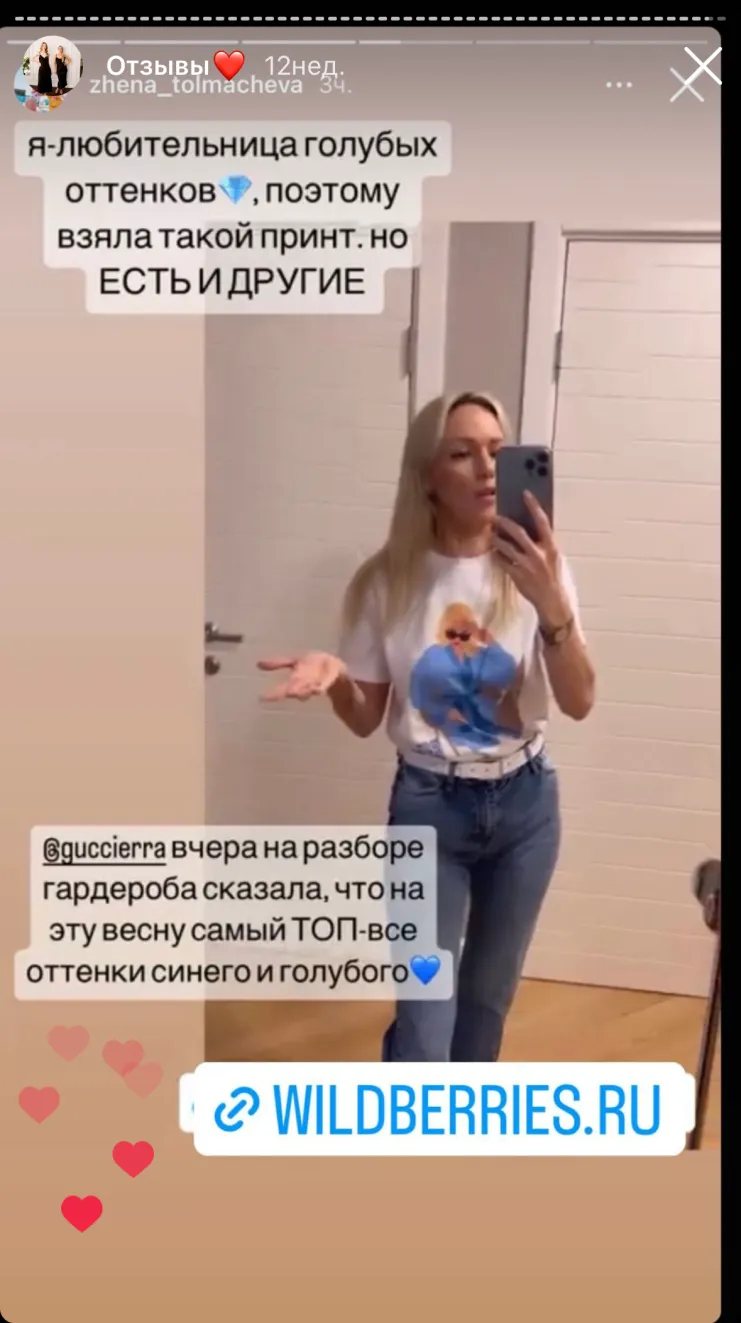 Отзывы❤️ 12нед.
zhena_tolmacheva 3ч.
я-любительница голубых
оттенков💎, поэтому
взяла такой принт. но
ЕСТЬ И ДРУГИЕ
@guccierra вчера на разборе
гардероба сказала, что на
эту весну самый ТОП-все
оттенки синего и голубого💙
WILDBERRIES.RU